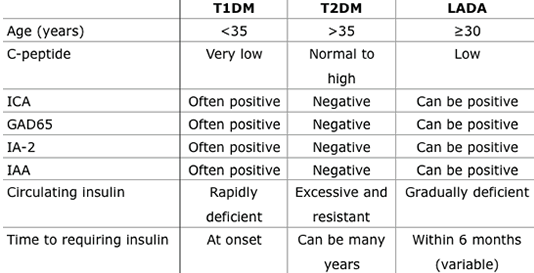 T1DM T2DM LADA
Age (years) <35 >35 ≥30
C-peptide Very low Normal to Low
high
ICA Often positive Negative Can be positive
GAD65 Often positive Negative Can be positive
IA-2 Often positive Negative Can be positive
IAA Often positive Negative Can be positive
Circulating insulin Rapidly Excessive and Gradually deficient
deficient resistant
Time to requiring insulin At onset Can be many Within 6 months
years (variable)